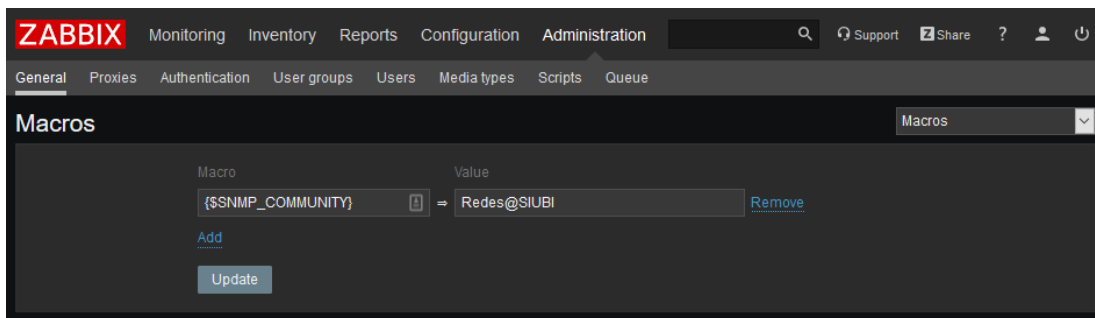 ZABBIX Monitoring Inventory Reports Configuration Administration Support Z Share ?
General Proxies Authentication User groups Users Media types Scripts Queue
Macros Macros
Macro Value
{$SNMP_COMMUNITY} ⇒ Redes@SIUBI Remove
Add
Update